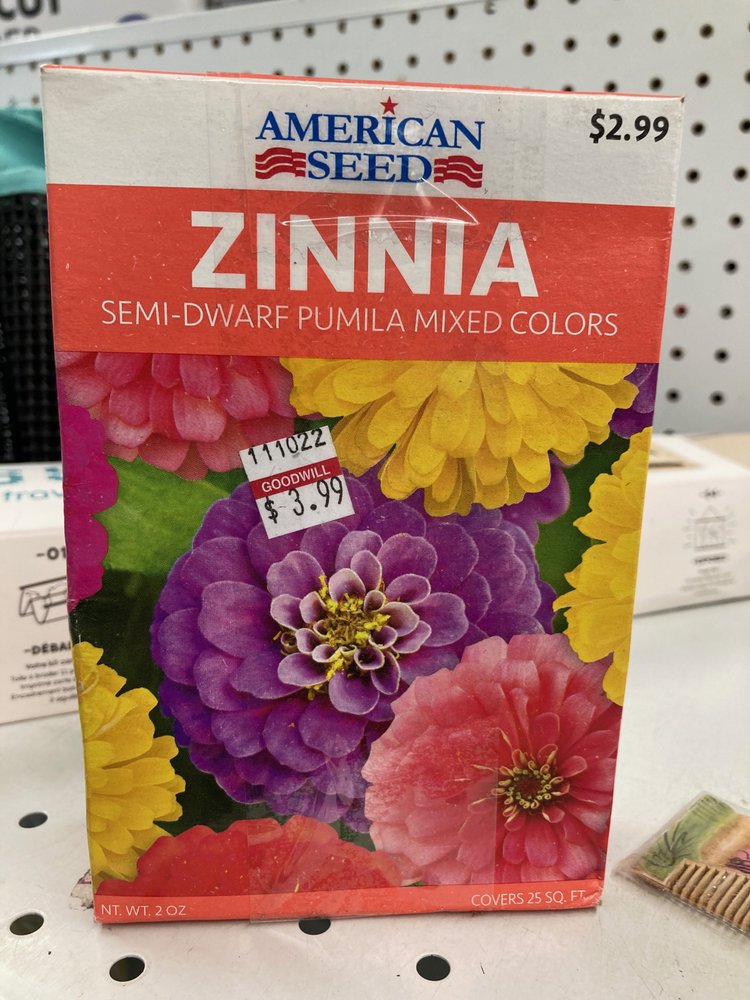 AMERICAN
SEED
$2.99
ZINNIA
SEMI-DWARF PUMILA MIXED COLORS
111022
GOODWILL
$ 3.99
NT. WT. 2 OZ
COVERS 25 SQ. FT.